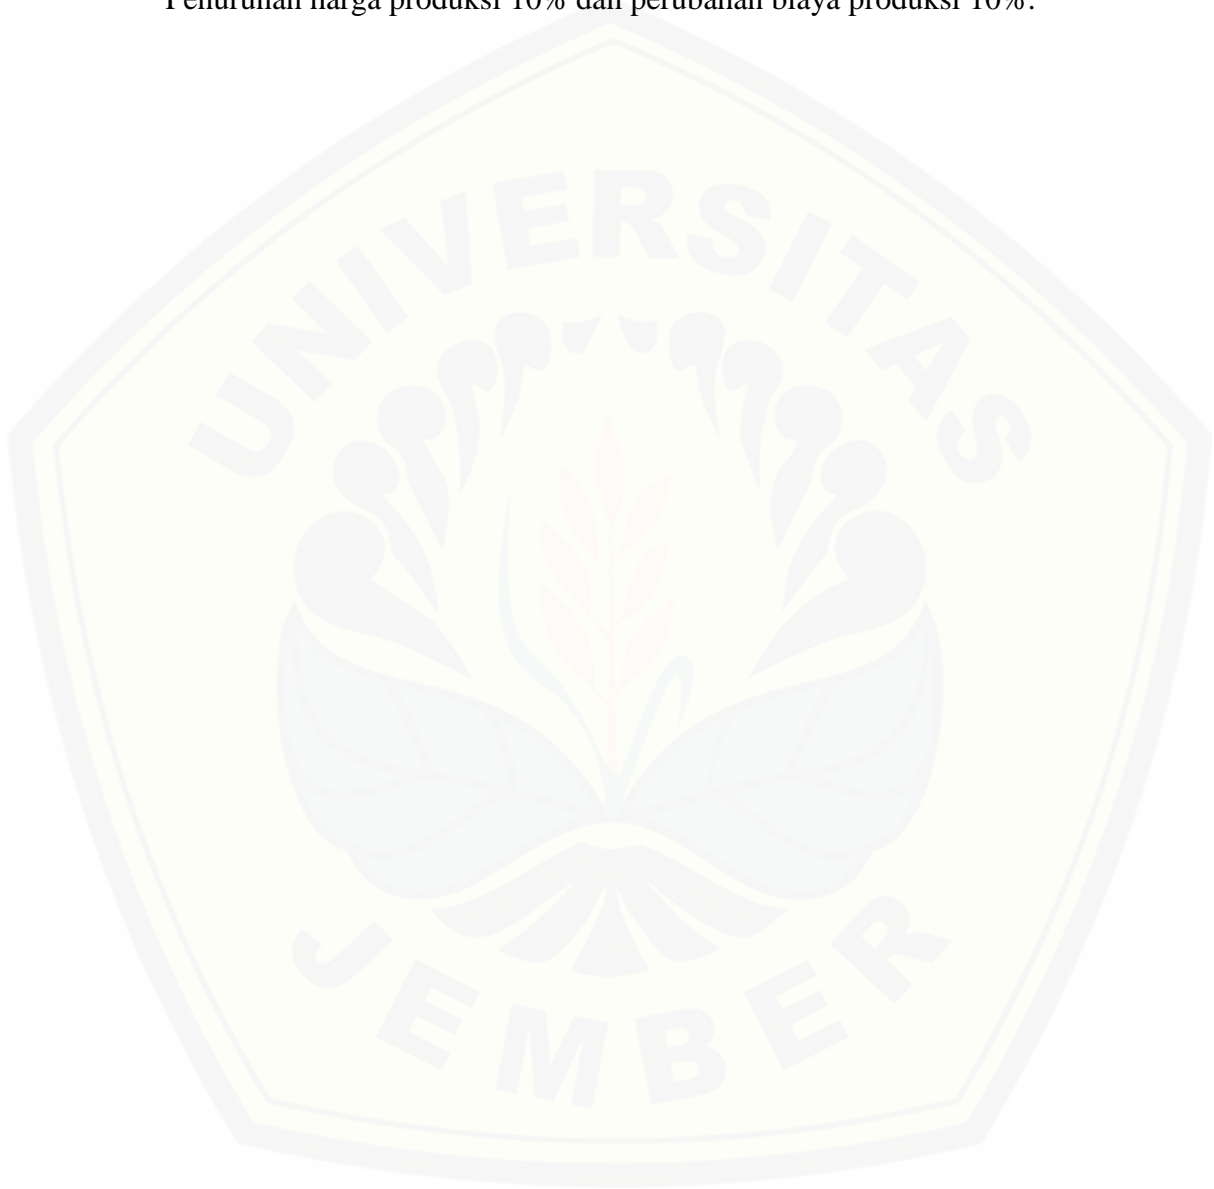 Penurunan harga produksi 10% dan perubahan biaya produksi 10%.
UNIVERSITAS
JEMBER